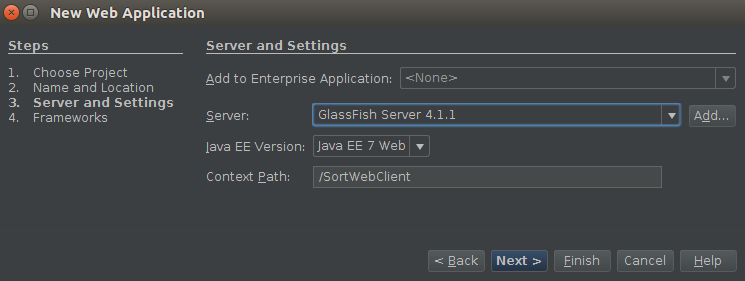 New Web Application
Steps
1. Choose Project
2. Name and Location
3. Server and Settings
4. Frameworks
Server and Settings
Add to Enterprise Application: <None>
Server: GlassFish Server 4.1.1 Add...
Java EE Version: Java EE 7 Web
Context Path: /SortWebClient
< Back Next > Finish Cancel Help